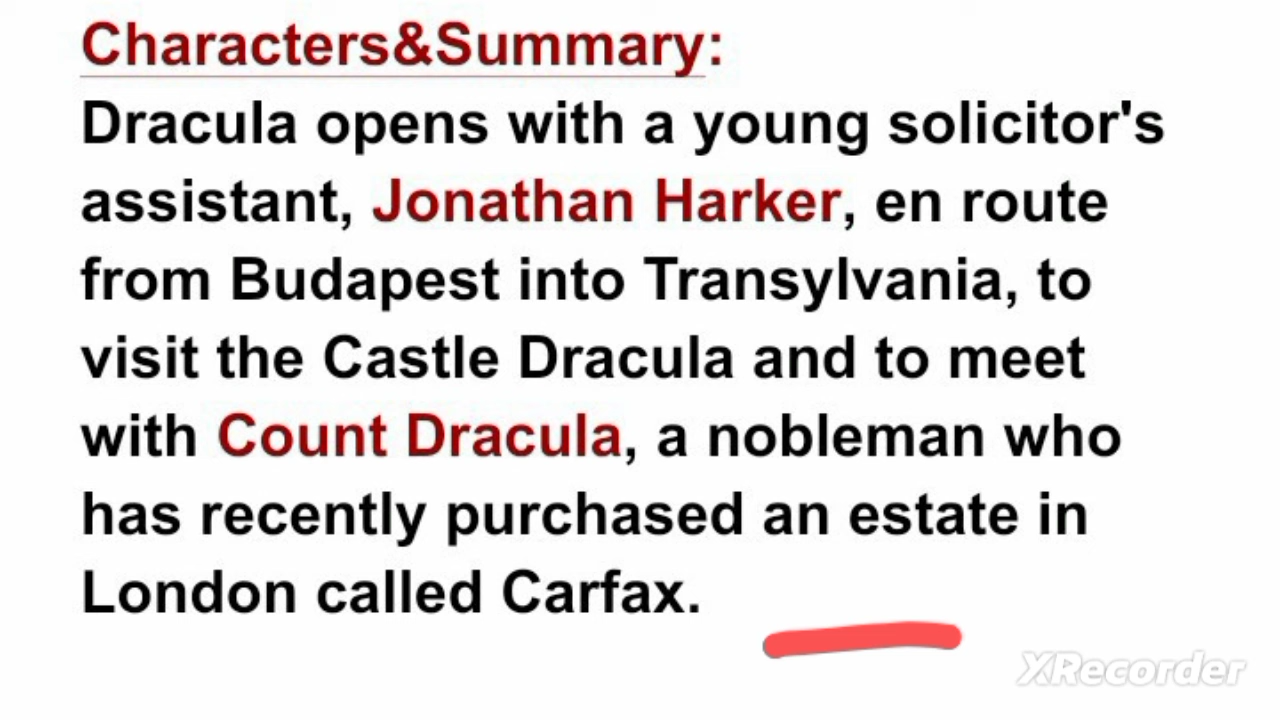 Characters&Summary:
Dracula opens with a young solicitor's
assistant, Jonathan Harker, en route
from Budapest into Transylvania, to
visit the Castle Dracula and to meet
with Count Dracula, a nobleman who
has recently purchased an estate in
London called Carfax.
XRecorder